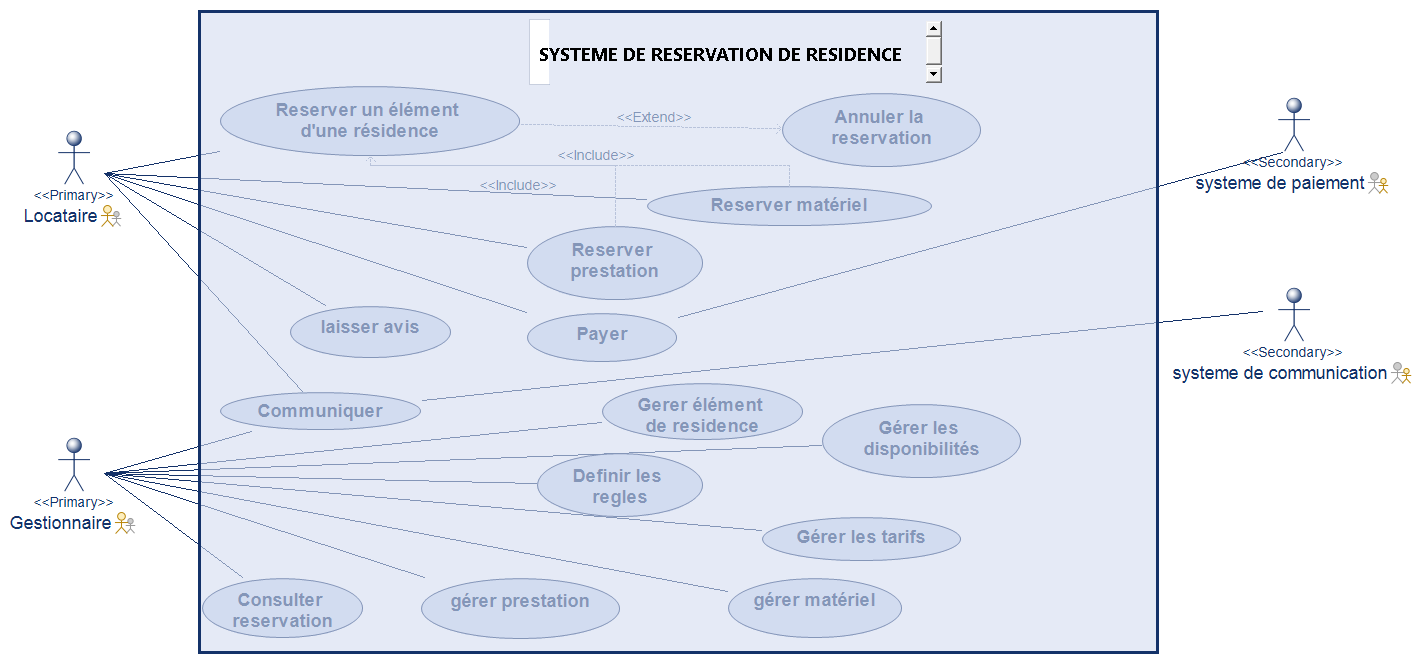 SYSTEME DE RESERVATION DE RESIDENCE
Reserver un élément
d'une résidence
<<Extend>>
Annuler la
reservation
<<Include>>
<<Include>>
Reserver matériel
<<Primary>>
Locataire
<<Secondary>>
systeme de paiement
Reserver
prestation
laisser avis
Payer
<<Secondary>>
systeme de communication
Communiquer
Gerer élément
de residence
Gérer les
disponibilités
Definir les
regles
<<Primary>>
Gestionnaire
Gérer les tarifs
Consulter
reservation
gérer prestation
gérer matériel